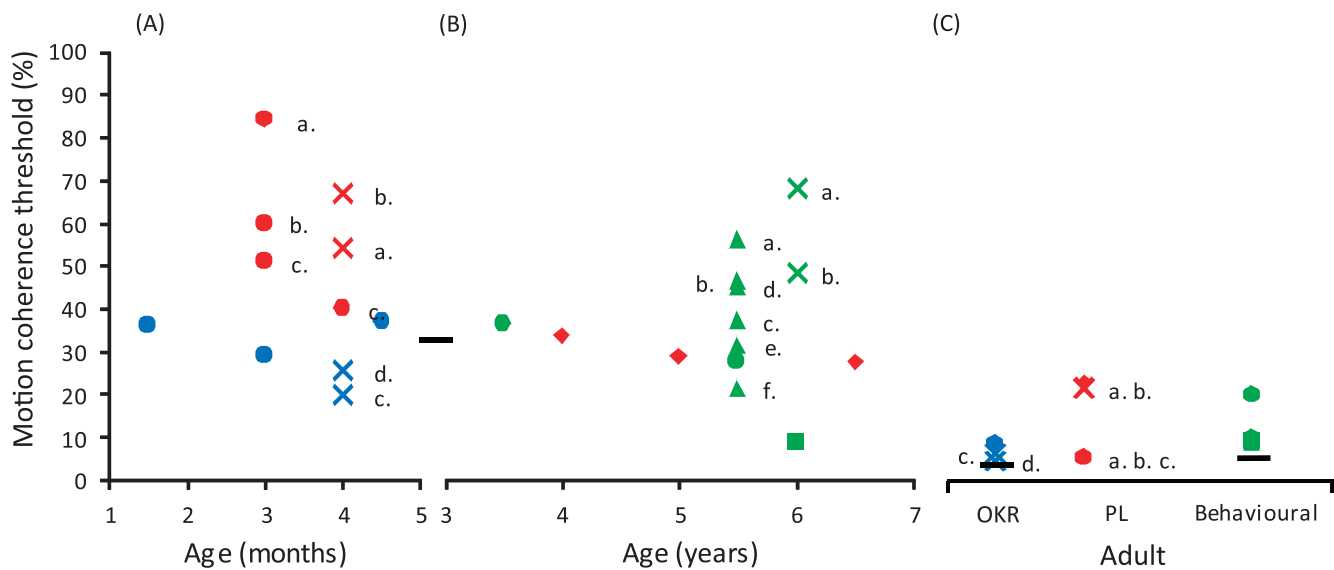 (A)
(B)
(C)
Motion coherence threshold (%)
100
90
80
70
60
50
40
30
20
10
0
a.
b.
b.
a.
c.
c.
d.
c.
a.
a.
b.
b.
d.
c.
e.
f.
a. b.
c.
d.
a. b. c.
1 2 3 4 5
3 4 5 6 7
OKR PL Behavioural
Age (months)
Age (years)
Adult